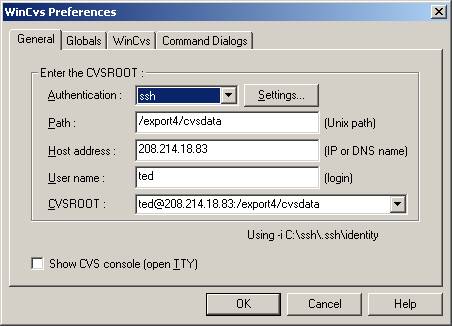 WinCvs Preferences
General Globals WinCvs Command Dialogs
Enter the CVSROOT :
Authentication : ssh Settings...
Path : /export4/cvsdata (Unix path)
Host address : 208.214.18.83 (IP or DNS name)
User name : ted (login)
CVSROOT : ted@208.214.18.83:/export4/cvsdata
Using -i C:\ssh\.ssh\identity
Show CVS console (open TTY)
OK Cancel Help